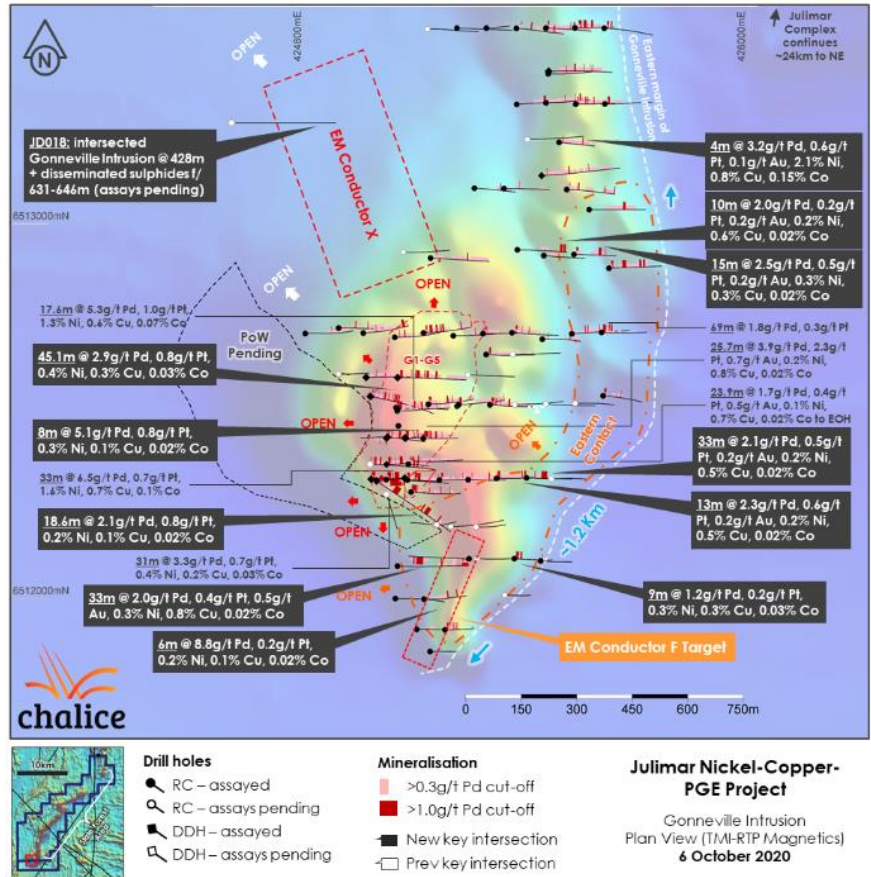 424800mE
426000mE
Julimar
Complex
continues
~24km to NE
N
OPEN
Eastern margin of
Gonneville Intrusion
EM Conductor X
JD018: intersected
Gonneville Intrusion @ 428m
+ disseminated sulphides f/
631-646m (assays pending)
4m @ 3.2g/t Pd, 0.6g/t
Pt, 0.1g/t Au, 2.1% Ni,
0.8% Cu, 0.15% Co
10m @ 2.0g/t Pd, 0.2g/t
Pt, 0.2g/t Au, 0.2% Ni,
0.6% Cu, 0.02% Co
15m @ 2.5g/t Pd, 0.5g/t
Pt, 0.2g/t Au, 0.3% Ni,
0.3% Cu, 0.02% Co
6513000mN
OPEN
OPEN
17.6m @ 5.3g/t Pd, 1.0g/t Pt,
1.3% Ni, 0.6% Cu, 0.07% Co
PoW
Pending
G1-G5
45.1m @ 2.9g/t Pd, 0.8g/t Pt,
0.4% Ni, 0.3% Cu, 0.03% Co
69m @ 1.8g/t Pd, 0.3g/t Pt
25.7m @ 3.9g/t Pd, 2.3g/t
Pt, 0.7g/t Au, 0.2% Ni,
0.8% Cu, 0.02% Co
23.9m @ 1.7g/t Pd, 0.4g/t
Pt, 0.5g/t Au, 0.1% Ni,
0.7% Cu, 0.02% Co to EOH
8m @ 5.1g/t Pd, 0.8g/t Pt,
0.3% Ni, 0.1% Cu, 0.02% Co
OPEN
OPEN
Eastern Contact
33m @ 2.1g/t Pd, 0.5g/t
Pt, 0.2g/t Au, 0.2% Ni,
0.5% Cu, 0.02% Co
33m @ 6.5g/t Pd, 0.7g/t Pt,
1.6% Ni, 0.7% Cu, 0.1% Co
13m @ 2.3g/t Pd, 0.6g/t
Pt, 0.2g/t Au, 0.2% Ni,
0.5% Cu, 0.02% Co
18.6m @ 2.1g/t Pd, 0.8g/t Pt,
0.2% Ni, 0.1% Cu, 0.02% Co
OPEN
~1.2 Km
31m @ 3.3g/t Pd, 0.7g/t Pt,
0.4% Ni, 0.2% Cu, 0.03% Co
6512000mN
OPEN
33m @ 2.0g/t Pd, 0.4g/t Pt, 0.5g/t
Au, 0.3% Ni, 0.8% Cu, 0.02% Co
9m @ 1.2g/t Pd, 0.2g/t Pt,
0.3% Ni, 0.3% Cu, 0.03% Co
6m @ 8.8g/t Pd, 0.2g/t Pt,
0.2% Ni, 0.1% Cu, 0.02% Co
EM Conductor F Target
chalice
0 150 300 450 600 750m
10km
Drill holes
RC – assayed
RC – assays pending
DDH – assayed
DDH – assays pending
Mineralisation
>0.3g/t Pd cut-off
>1.0g/t Pd cut-off
New key intersection
Prev key intersection
Julimar Nickel-Copper-
PGE Project
Gonneville Intrusion
Plan View (TMI-RTP Magnetics)
6 October 2020